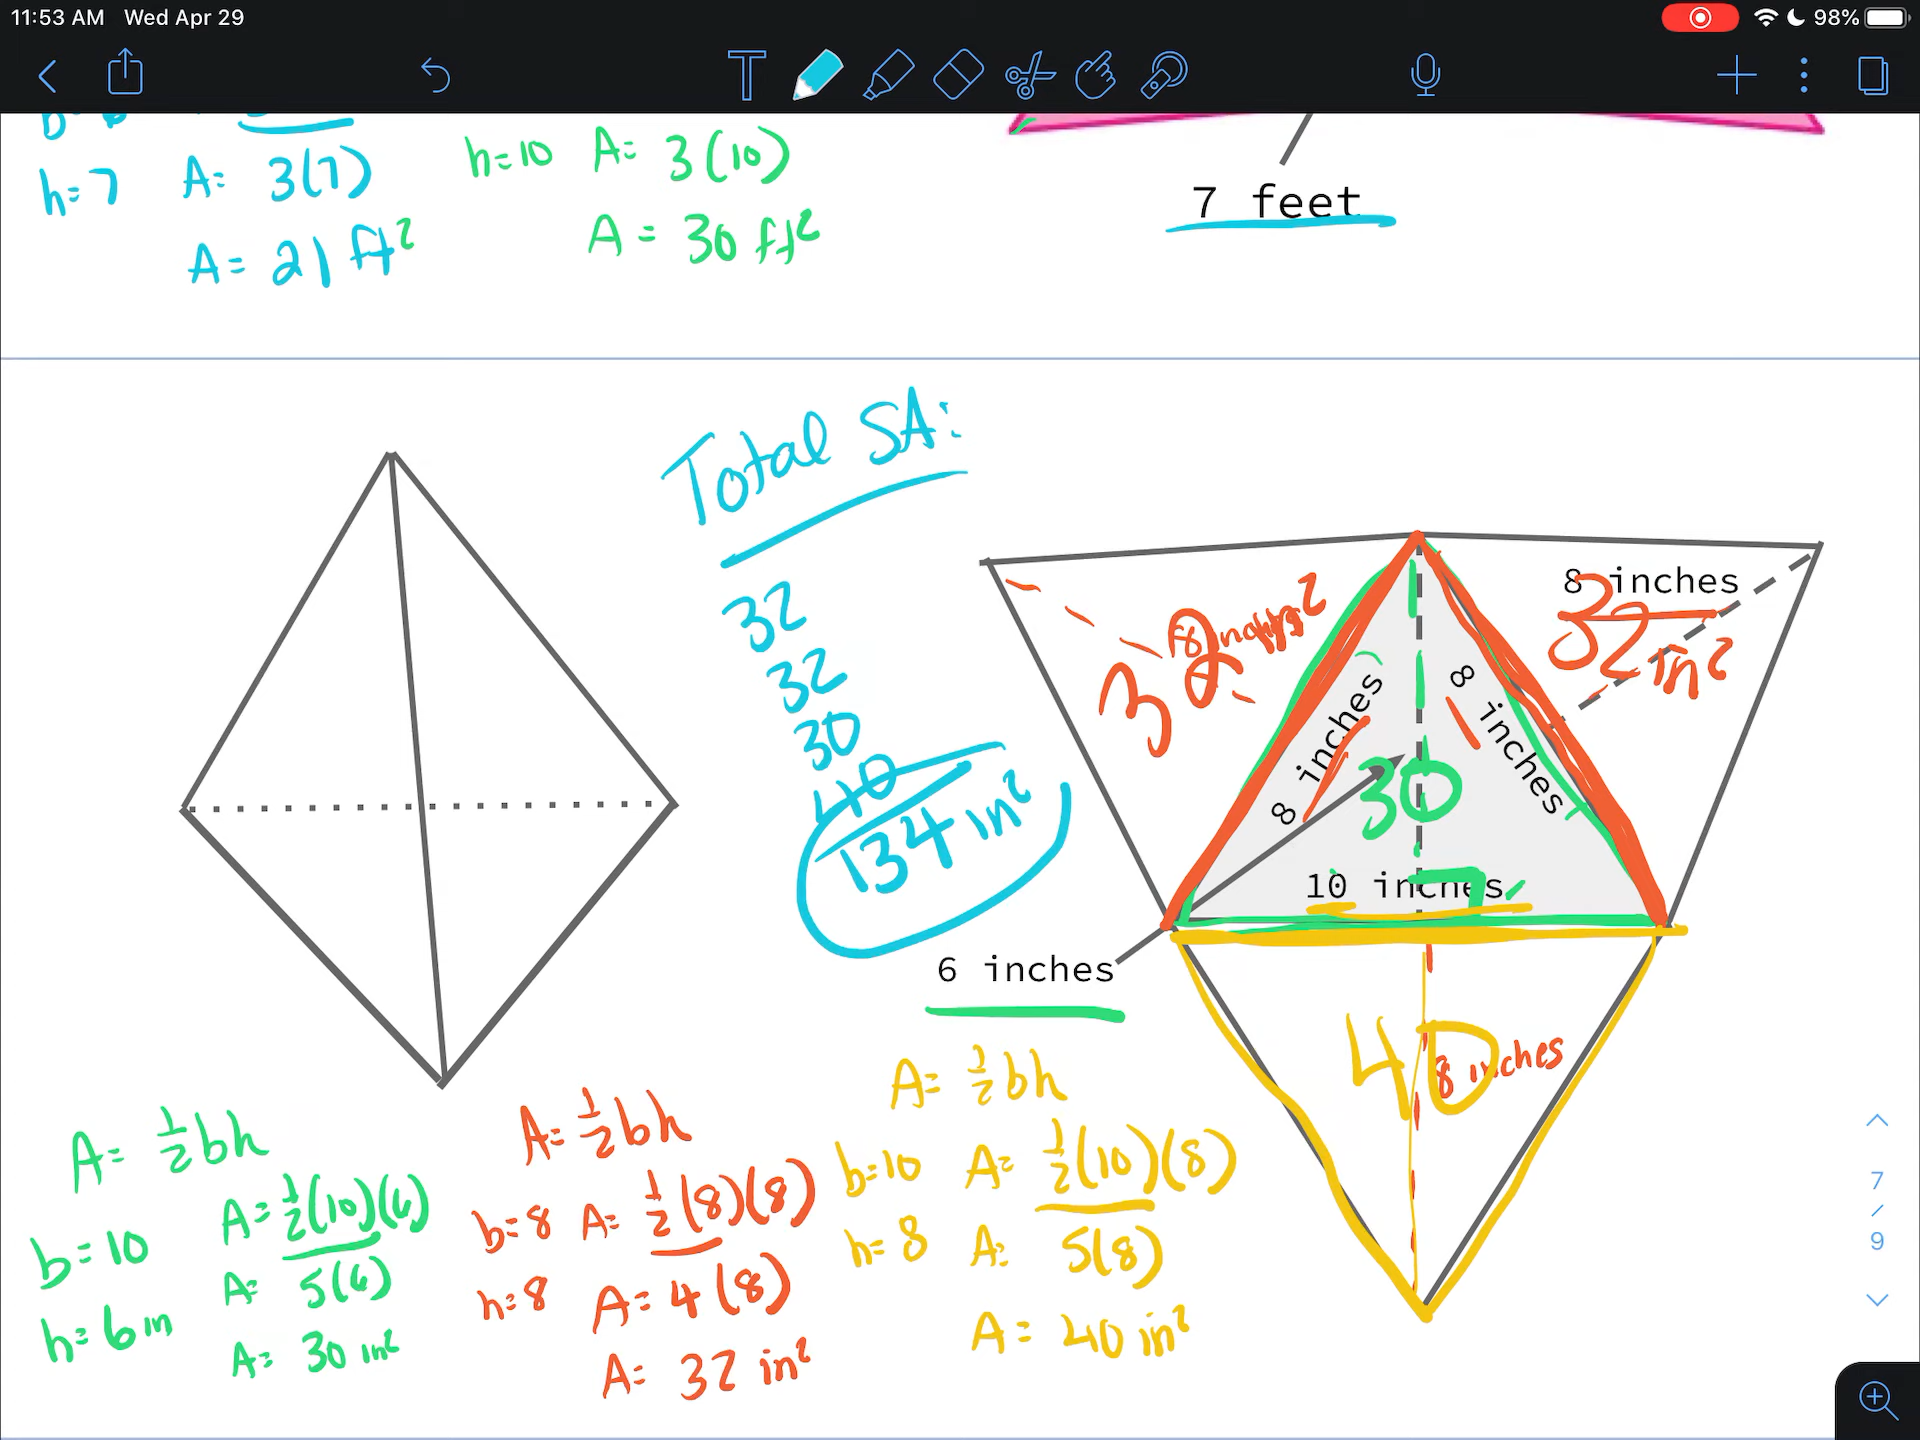 11:53 AM Wed Apr 29
98%
h=7 A= 3(7)
A= 21 ft²
h=10 A= 3(10)
A= 30 ft²
7 feet
Total SA:
32
32
30
40
134 in²
8 inches
32 in²
32
8 inches
8 inches
30
10 inches
6 inches
40
8 inches
A= ½bh
b=10 A= ½(10)(6)
A= 5(6)
h=6in
A= 30 in²
A= ½bh
b=8 A= ½(8)(8)
h=8 A= 4(8)
A= 32 in²
A= ½bh
b=10 A= ½(10)(8)
h=8 A= 5(8)
A= 40 in²
7
/
9